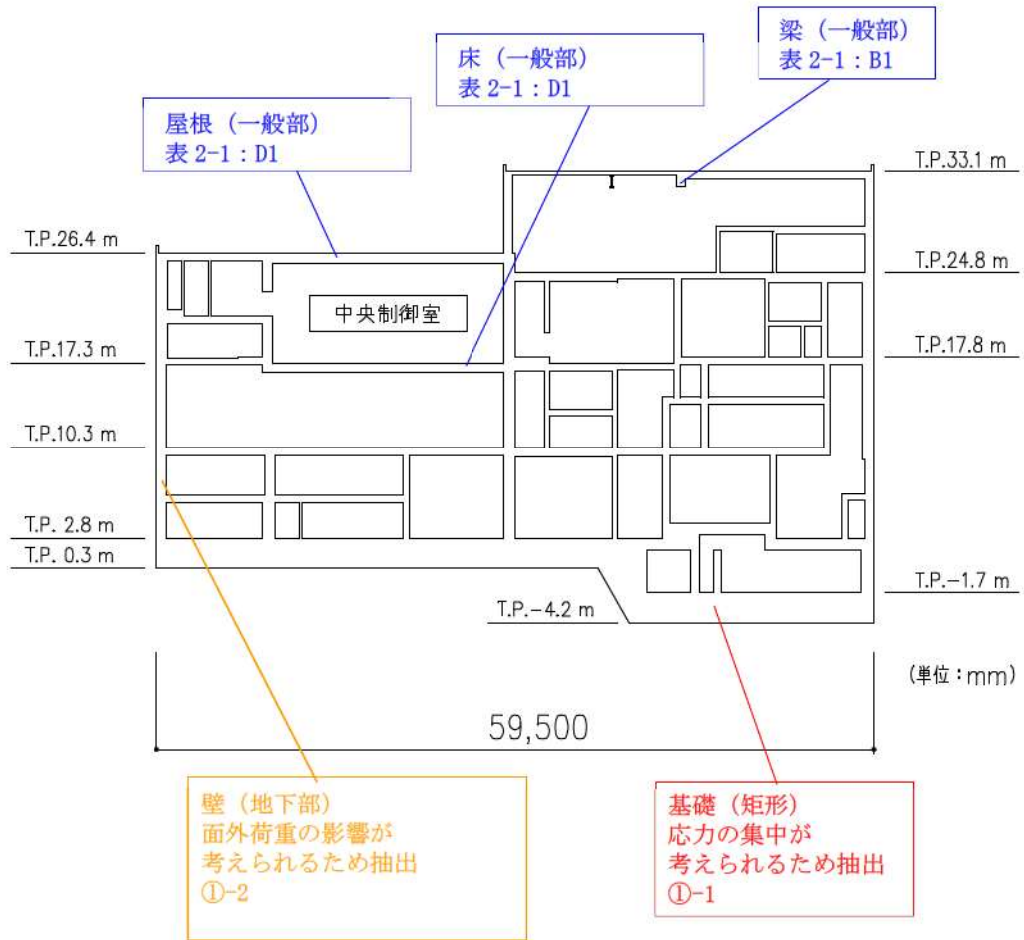 梁（一般部）
表 2-1：B1
床（一般部）
表 2-1：D1
屋根（一般部）
表 2-1：D1
T.P.33.1 m
T.P.26.4 m
T.P.24.8 m
中央制御室
T.P.17.3 m
T.P.17.8 m
T.P.10.3 m
T.P. 2.8 m
T.P. 0.3 m
T.P.-1.7 m
T.P.-4.2 m
(単位：mm)
59,500
壁（地下部）
面外荷重の影響が
考えられるため抽出
①-2
基礎（矩形）
応力の集中が
考えられるため抽出
①-1